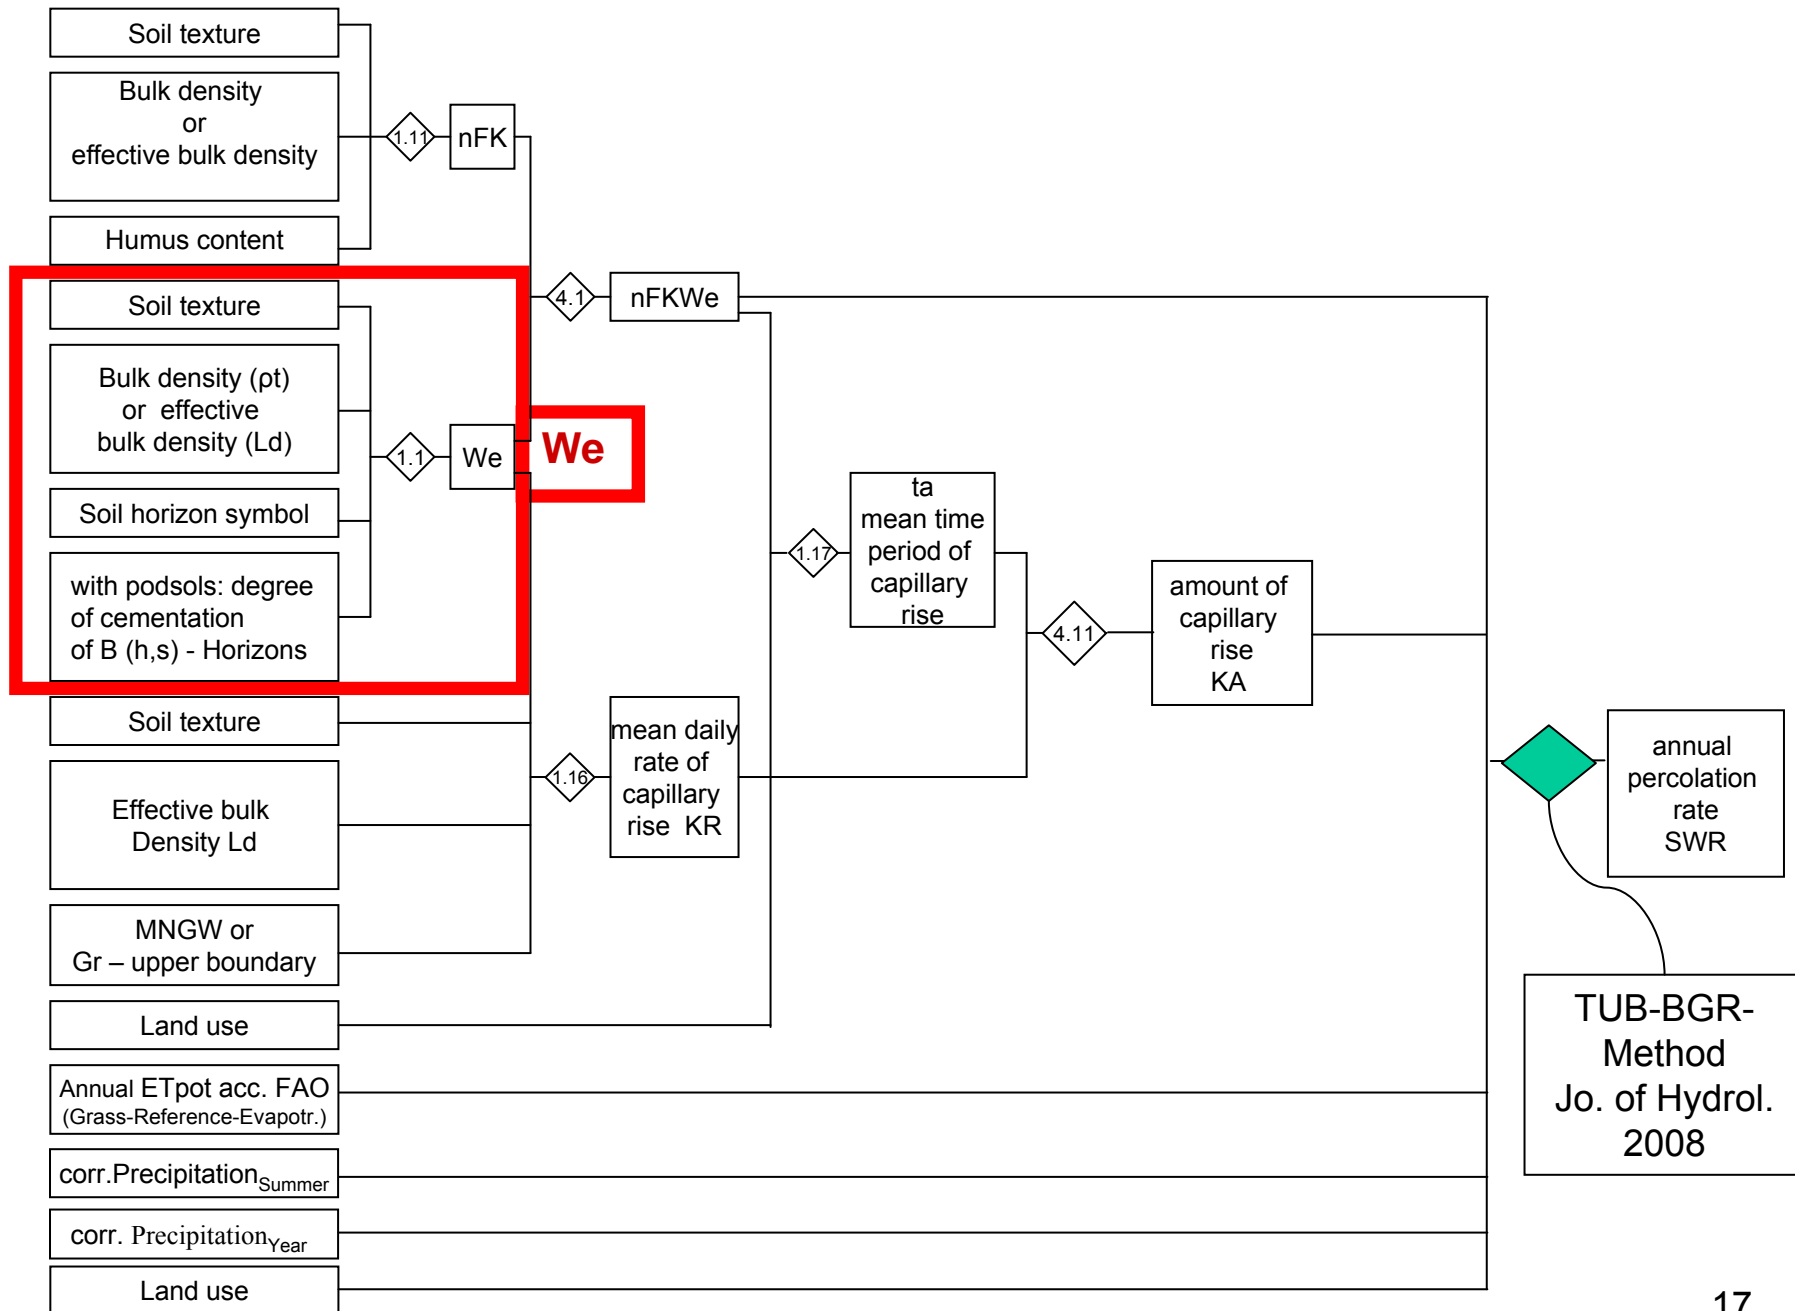 Soil texture
Bulk density
or
effective bulk density
1.11
nFK
Humus content
Soil texture
4.1
nFKWe
Bulk density (ρt)
or effective
bulk density (Ld)
1.1
We
We
Soil horizon symbol
with podsols: degree
of cementation
of B (h,s) - Horizons
1.17
ta
mean time
period of
capillary
rise
4.11
amount of
capillary
rise
KA
Soil texture
1.16
mean daily
rate of
capillary
rise KR
annual
percolation
rate
SWR
Effective bulk
Density Ld
MNGW or
Gr – upper boundary
Land use
TUB-BGR-
Method
Jo. of Hydrol.
2008
Annual ETpot acc. FAO
(Grass-Reference-Evapotr.)
corr.Precipitation Summer
corr. Precipitation Year
Land use
17